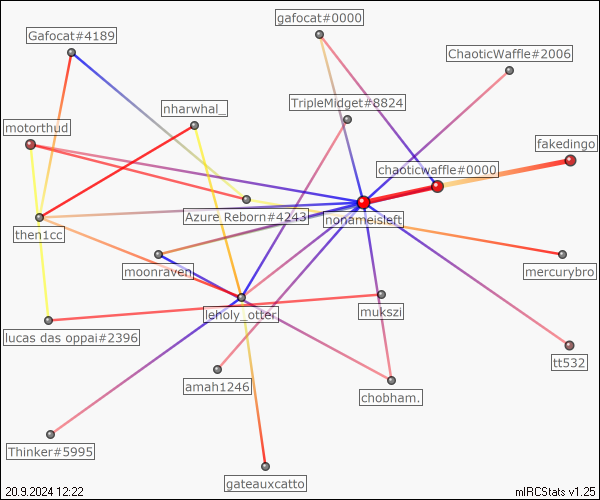 gafocat#0000
Gafocat#4189
ChaoticWaffle#2006
TripleMidget#8824
nharwhal_
motorthud
fakedingo
chaoticwaffle#0000
Azure Reborn#4243
nonameisleft
then1cc
moonraven
mercurybro
leholy_otter
mukszi
lucas das oppai#2396
tt532
amah1246
chobham.
Thinker#5995
gateauxcatto
20.9.2024 12:22
mIRCStats v1.25